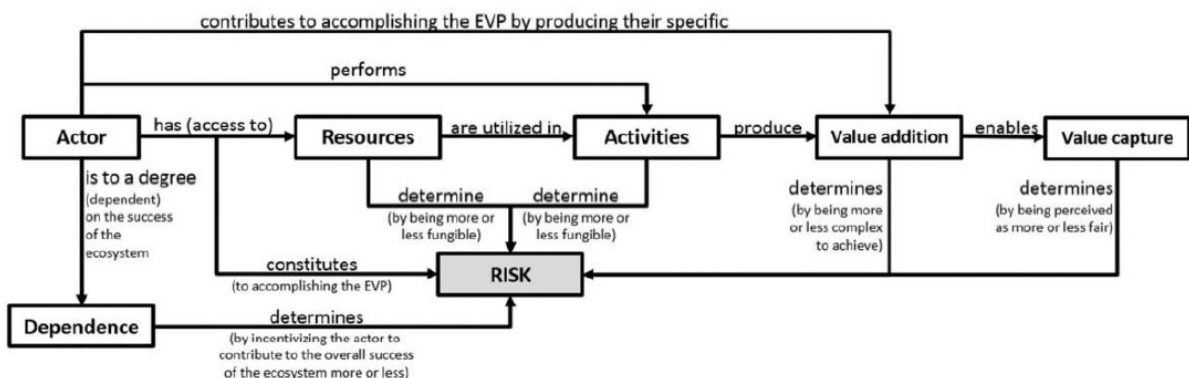 contributes to accomplishing the EVP by producing their specific
performs
Actor
has (access to)
Resources
are utilized in
Activities
produce
Value addition
enables
Value capture
is to a degree
(dependent)
on the success
of the
ecosystem
determine
(by being more or
less fungible)
determine
(by being more or
less fungible)
determines
(by being more
or less complex
to achieve)
determines
(by being perceived
as more or less fair)
constitutes
(to accomplishing the EVP)
RISK
Dependence
determines
(by incentivizing the actor to
contribute to the overall success
of the ecosystem more or less)